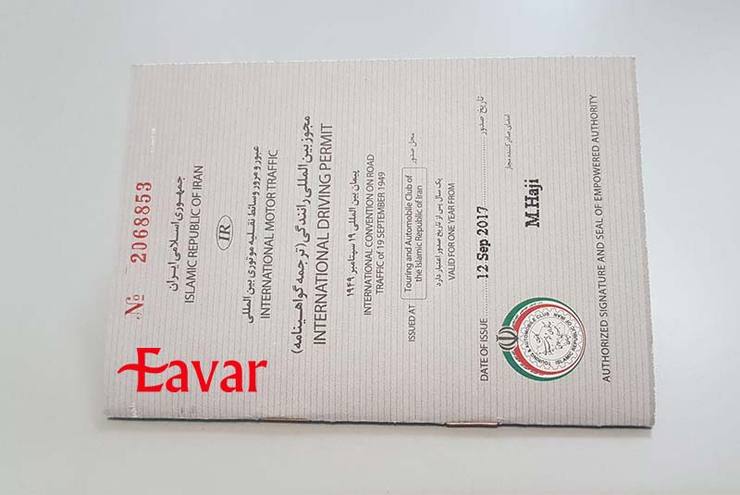 № 2068853
جمهوری اسلامی ایران
ISLAMIC REPUBLIC OF IRAN
IR
عبور و مرور وسائط نقلیه موتوری بین المللی
INTERNATIONAL MOTOR TRAFFIC
مجوز بین المللی رانندگی (ترجمه گواهینامه)
INTERNATIONAL DRIVING PERMIT
پیمان بین المللی ۱۹ سپتامبر ۱۹۴۹
INTERNATIONAL CONVENTION ON ROAD
TRAFFIC of 19 SEPTEMBER 1949
محل صدور
ISSUED AT Touring and Automobile Club of
the Islamic Republic of Iran
یک سال پس از تاریخ صدور اعتبار دارد
VALID FOR ONE YEAR FROM
تاریخ صدور
DATE OF ISSUE 12 Sep 2017
امضای صادر کننده مجاز
M.Haji
AUTHORIZED SIGNATURE AND SEAL OF EMPOWERED AUTHORITY
Eavar